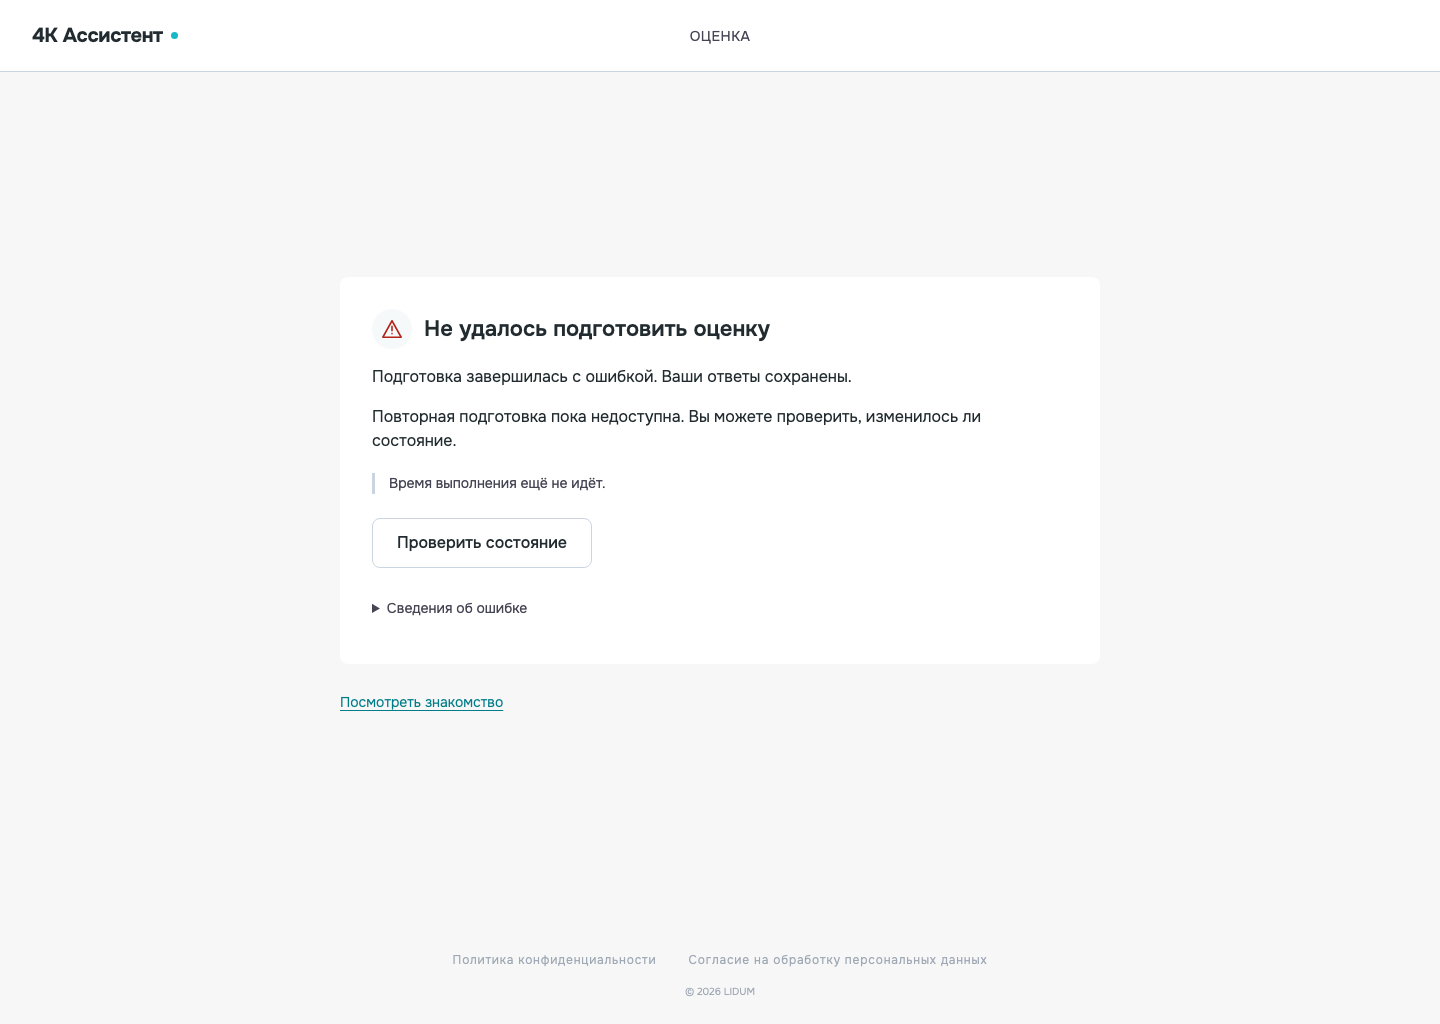 4K Ассистент
ОЦЕНКА
Не удалось подготовить оценку
Подготовка завершилась с ошибкой. Ваши ответы сохранены.
Повторная подготовка пока недоступна. Вы можете проверить, изменилось ли
состояние.
Время выполнения ещё не идёт.
Проверить состояние
Сведения об ошибке
Посмотреть знакомство
Политика конфиденциальности Согласие на обработку персональных данных
© 2026 LIDUM